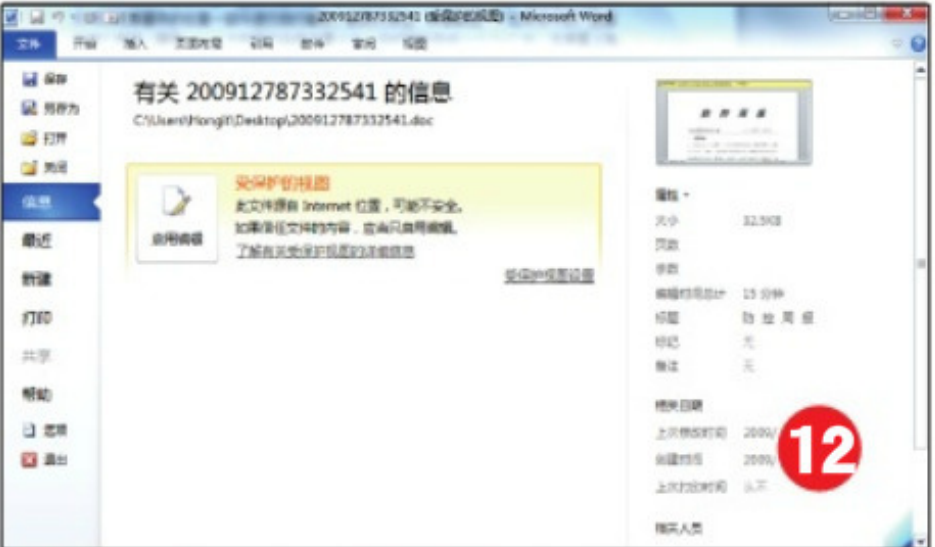 200912787332541 (受保护的视图) - Microsoft Word
文件 开始 插入 页面布局 引用 邮件 审阅 视图
保存
另存为
打开
关闭
信息
最近
新建
打印
共享
帮助
选项
退出
有关 200912787332541 的信息
C:\Users\Hongit\Desktop\200912787332541.doc
启用编辑
受保护的视图
此文件源自 Internet 位置，可能不安全。
如果信任文件的内容，应当只启用编辑。
了解有关受保护视图的详细信息
受保护视图设置
属性
大小 32.5KB
页数
字数
编辑时间总计 15 分钟
标题 防 控 周 报
标记 无
备注 无
相关日期
上次修改时间 2009/
创建时间 2009/
上次打印时间 从不
12
相关人员